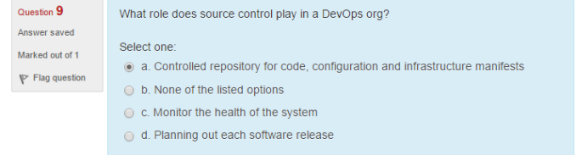 Question 9
Answer saved
Marked out of 1
Flag question
What role does source control play in a DevOps org?
Select one:
a. Controlled repository for code, configuration and infrastructure manifests
b. None of the listed options
c. Monitor the health of the system
d. Planning out each software release